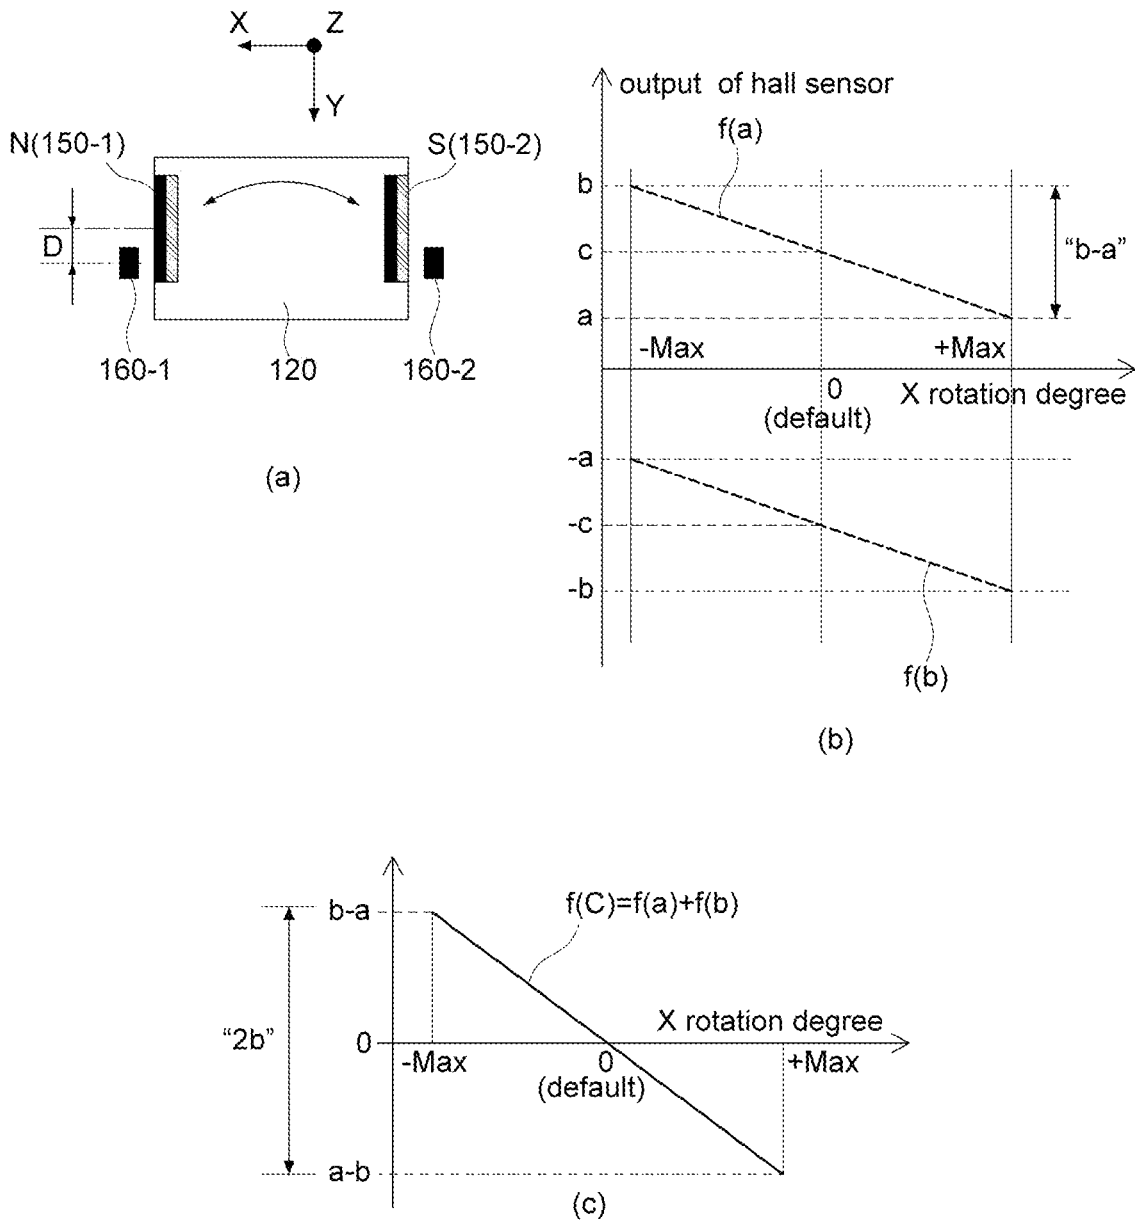 X
Z
Y
N(150-1)
S(150-2)
D
160-1
120
160-2
(a)
output of hall sensor
f(a)
b
c
a
"b-a"
-Max
+Max
0
(default)
X rotation degree
-a
-c
-b
f(b)
(b)
b-a
f(C)=f(a)+f(b)
"2b"
0
X rotation degree
-Max
0
(default)
+Max
a-b
(c)